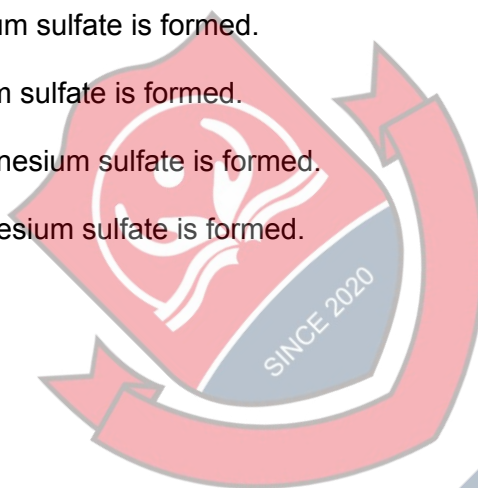 um sulfate is formed.
m sulfate is formed.
nesium sulfate is formed.
esium sulfate is formed.
SINCE 2020